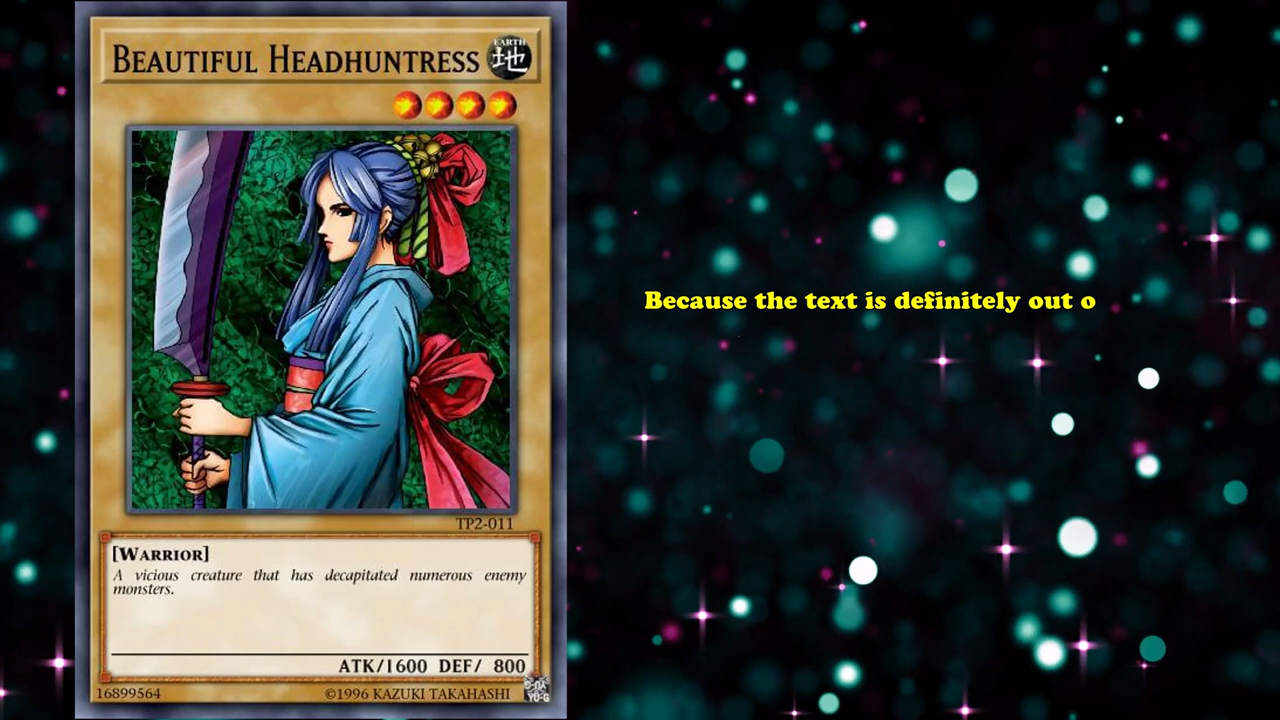 BEAUTIFUL HEADHUNTRESS
EARTH
地
TP2-011
[WARRIOR]
A vicious creature that has decapitated numerous enemy
monsters.
ATK/1600 DEF/ 800
16899564
©1996 KAZUKI TAKAHASHI
Because the text is definitely out o